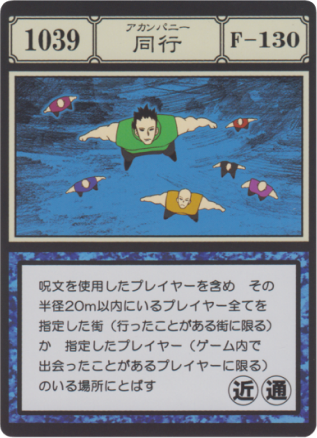 1039
アカンパニー
同行
F-130
呪文を使用したプレイヤーを含め　その
半径20m以内にいるプレイヤー全てを
指定した街（行ったことがある街に限る）
か　指定したプレイヤー（ゲーム内で
出会ったことがあるプレイヤーに限る）
のいる場所にとばす
近 通